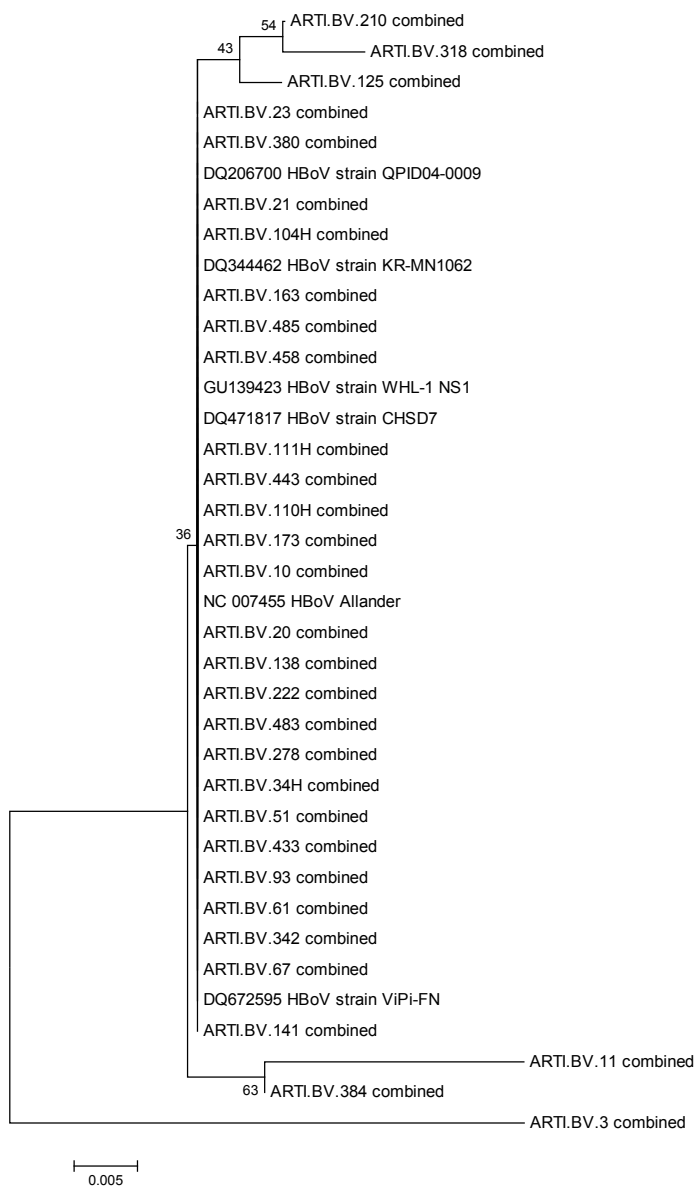 54
ARTI.BV.210 combined
43
ARTI.BV.318 combined
ARTI.BV.125 combined
ARTI.BV.23 combined
ARTI.BV.380 combined
DQ206700 HBoV strain QPID04-0009
ARTI.BV.21 combined
ARTI.BV.104H combined
DQ344462 HBoV strain KR-MN1062
ARTI.BV.163 combined
ARTI.BV.485 combined
ARTI.BV.458 combined
GU139423 HBoV strain WHL-1 NS1
DQ471817 HBoV strain CHSD7
ARTI.BV.111H combined
ARTI.BV.443 combined
ARTI.BV.110H combined
36
ARTI.BV.173 combined
ARTI.BV.10 combined
NC 007455 HBoV Allander
ARTI.BV.20 combined
ARTI.BV.138 combined
ARTI.BV.222 combined
ARTI.BV.483 combined
ARTI.BV.278 combined
ARTI.BV.34H combined
ARTI.BV.51 combined
ARTI.BV.433 combined
ARTI.BV.93 combined
ARTI.BV.61 combined
ARTI.BV.342 combined
ARTI.BV.67 combined
DQ672595 HBoV strain ViPi-FN
ARTI.BV.141 combined
ARTI.BV.11 combined
63
ARTI.BV.384 combined
ARTI.BV.3 combined
0.005